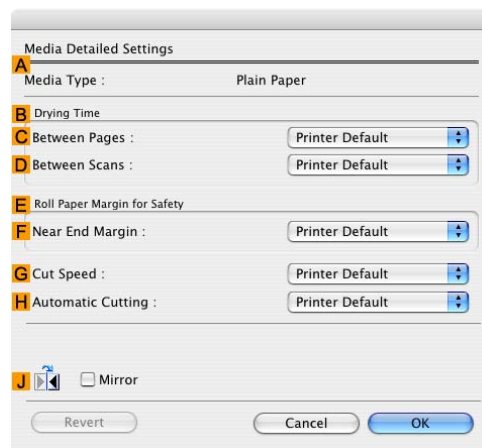 Media Detailed Settings
A
Media Type : Plain Paper
B Drying Time
C Between Pages : Printer Default
D Between Scans : Printer Default
E Roll Paper Margin for Safety
F Near End Margin : Printer Default
G Cut Speed : Printer Default
H Automatic Cutting : Printer Default
J Mirror
Revert Cancel OK